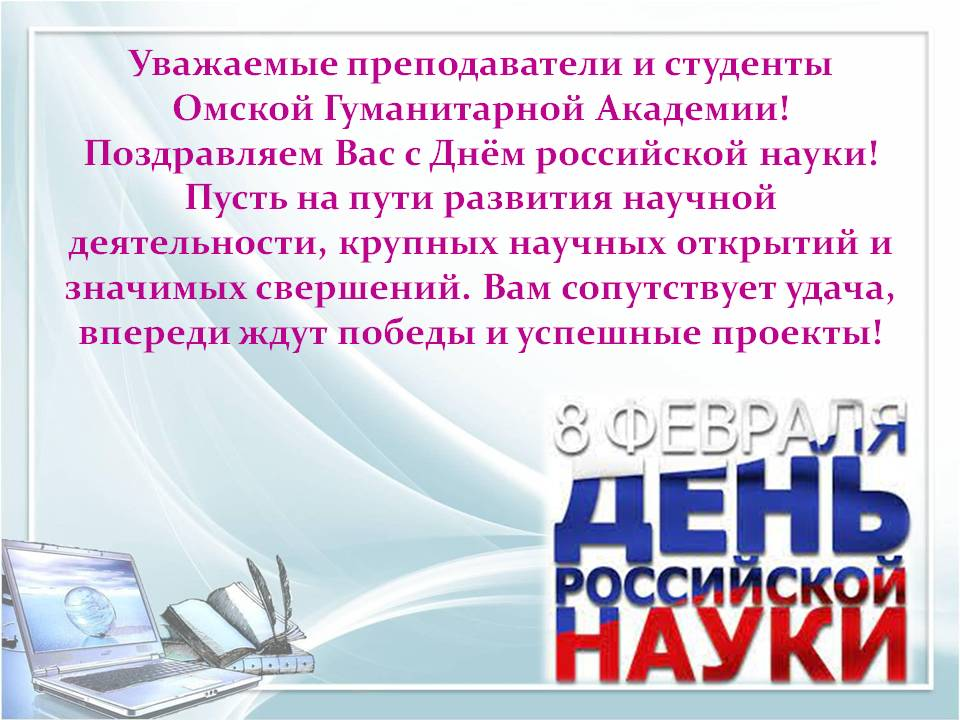 Уважаемые преподаватели и студенты
Омской Гуманитарной Академии!
Поздравляем Вас с Днём российской науки!
Пусть на пути развития научной
деятельности, крупных научных открытий и
значимых свершений. Вам сопутствует удача,
впереди ждут победы и успешные проекты!
8 ФЕВРАЛЯ
ДЕНЬ
РОССИЙСКОЙ
НАУКИ